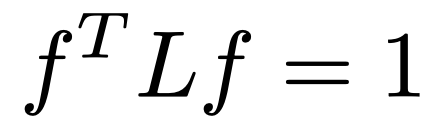 f^T L f = 1